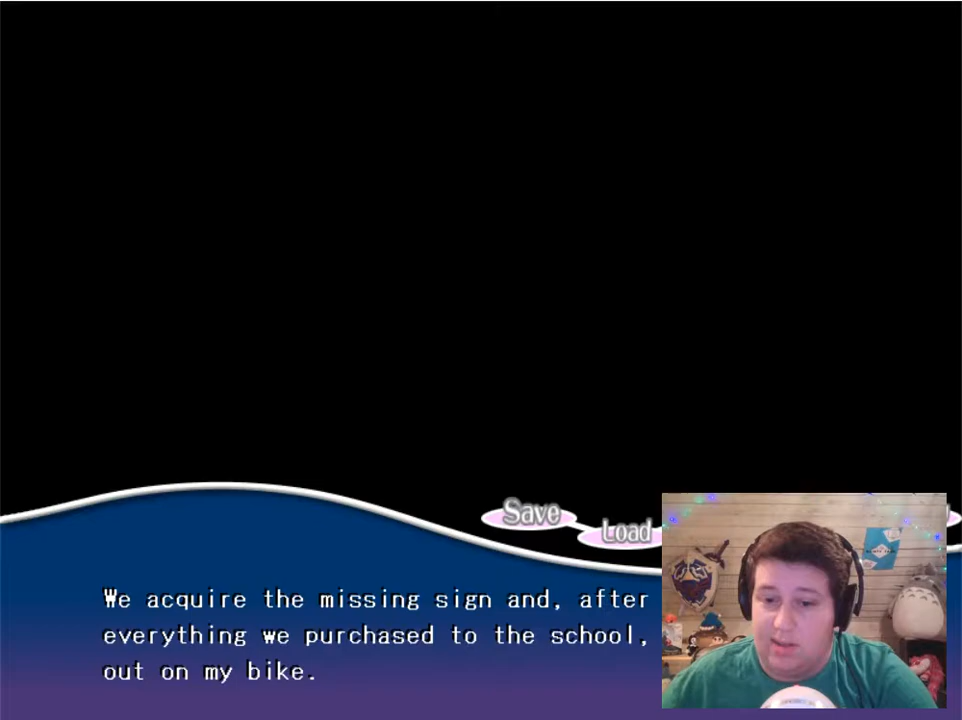 Save
Load
We acquire the missing sign and, after
everything we purchased to the school,
out on my bike.